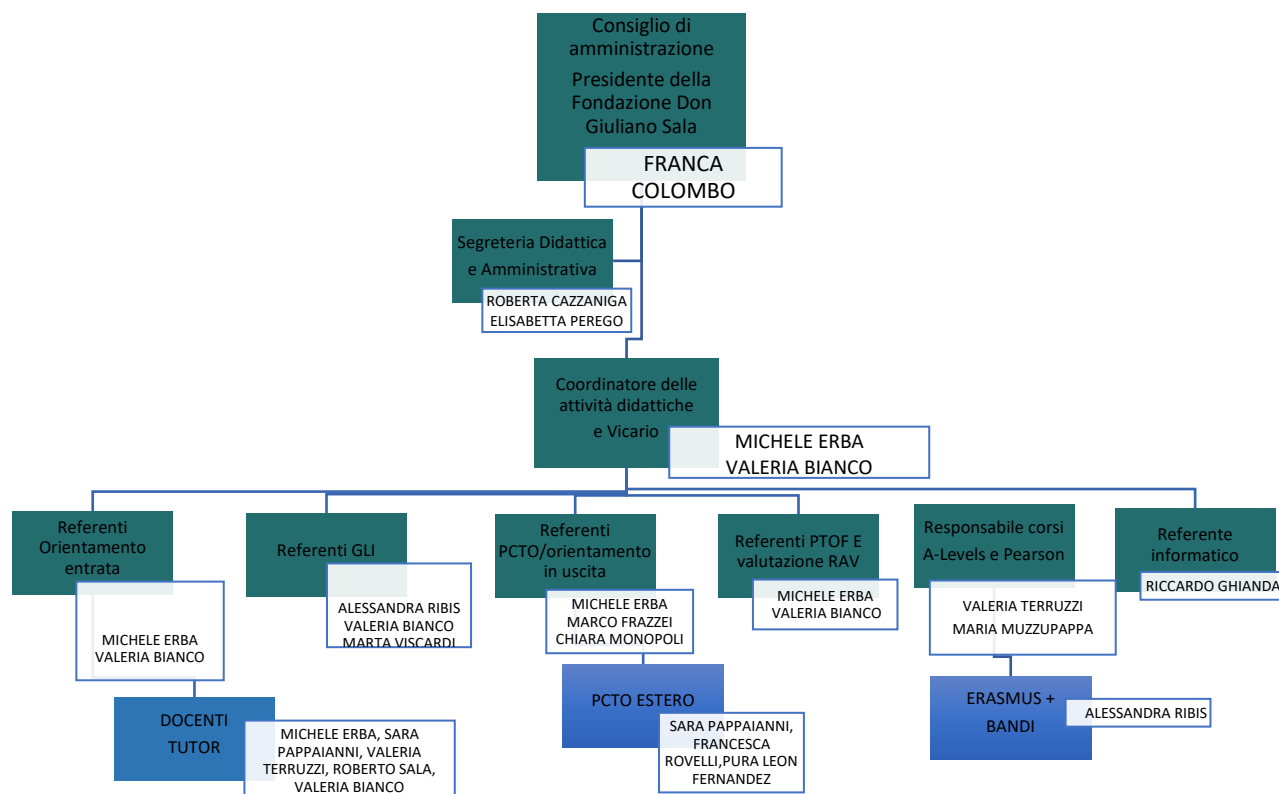 Consiglio di
amministrazione
Presidente della
Fondazione Don
Giuliano Sala
FRANCA
COLOMBO
Segreteria Didattica
e Amministrativa
ROBERTA CAZZANIGA
ELISABETTA PEREGO
Coordinatore delle
attività didattiche
e Vicario
MICHELE ERBA
VALERIA BIANCO
Referenti
Orientamento
entrata
MICHELE ERBA
VALERIA BIANCO
Referenti GLI
ALESSANDRA RIBIS
VALERIA BIANCO
MARTA VISCARDI
Referenti
PCTO/orientamento
in uscita
MICHELE ERBA
MARCO FRAZZEI
CHIARA MONOPOLI
Referenti PTOF E
valutazione RAV
MICHELE ERBA
VALERIA BIANCO
Responsabile corsi
A-Levels e Pearson
VALERIA TERRUZZI
MARIA MUZZUPAPPA
Referente
informatico
RICCARDO GHIANDA
DOCENTI
TUTOR
MICHELE ERBA, SARA
PAPPAIANNI, VALERIA
TERRUZZI, ROBERTO SALA,
VALERIA BIANCO
PCTO ESTERO
SARA PAPPAIANNI,
FRANCESCA
ROVELLI,PURA LEON
FERNANDEZ
ERASMUS +
BANDI
ALESSANDRA RIBIS